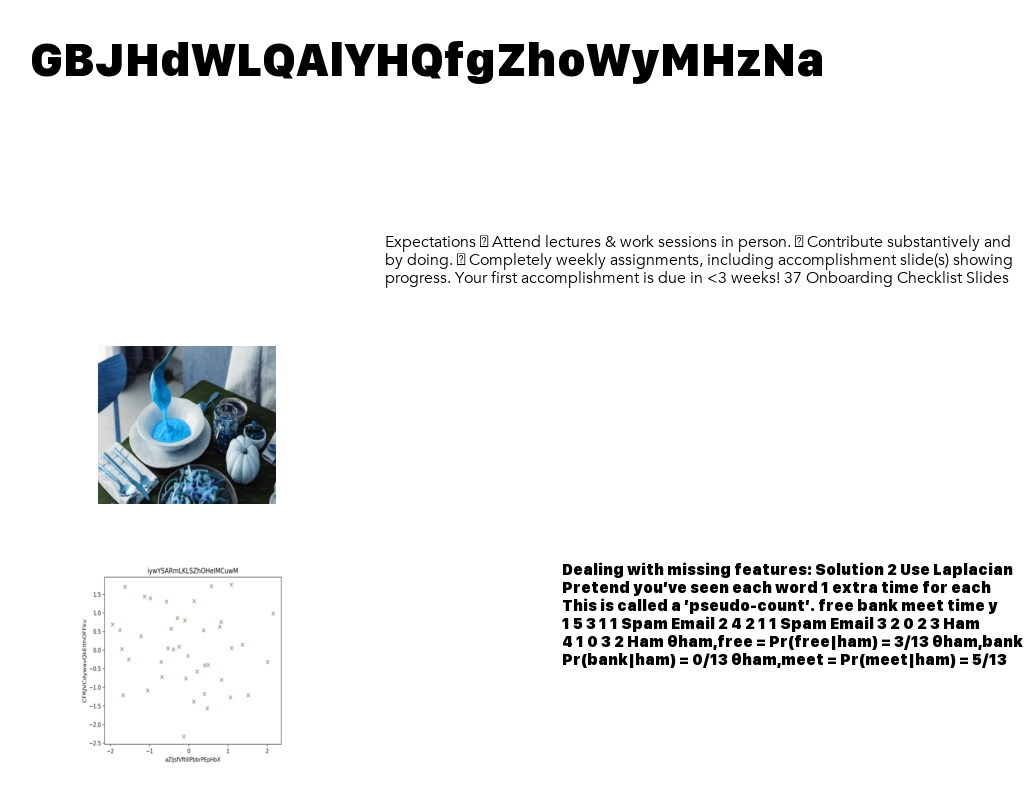 GBJHdWLQAlYHQfgZhoWyMHzNa
Expectations � Attend lectures & work sessions in person. � Contribute substantively and
by doing. � Completely weekly assignments, including accomplishment slide(s) showing
progress. Your first accomplishment is due in <3 weeks! 37 Onboarding Checklist Slides
iywYSARmLKLSZhOHeIMCuwM
1.5
1.0
0.5
0.0
−0.5
−1.0
−1.5
−2.0
−2.5
−2 −1 0 1 2
Dealing with missing features: Solution 2 Use Laplacian
Pretend you've seen each word 1 extra time for each
This is called a 'pseudo-count'. free bank meet time y
1 5 3 1 1 Spam Email 2 4 2 1 1 Spam Email 3 2 0 2 3 Ham
4 1 0 3 2 Ham θham,free = Pr(free|ham) = 3/13 θham,bank
Pr(bank|ham) = 0/13 θham,meet = Pr(meet|ham) = 5/13